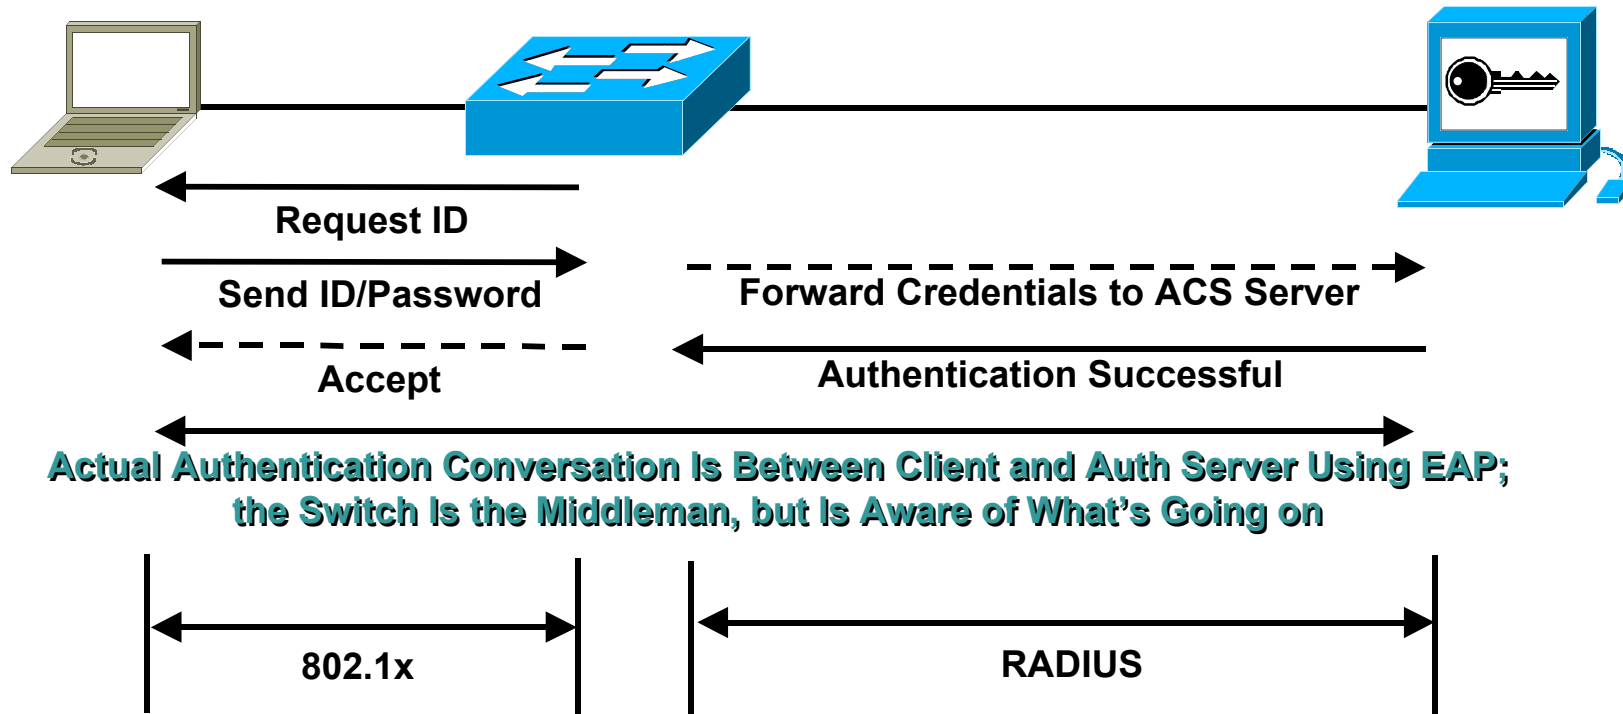 Request ID
Send ID/Password
Forward Credentials to ACS Server
Accept
Authentication Successful
Actual Authentication Conversation Is Between Client and Auth Server Using EAP;
the Switch Is the Middleman, but Is Aware of What's Going on
802.1x
RADIUS